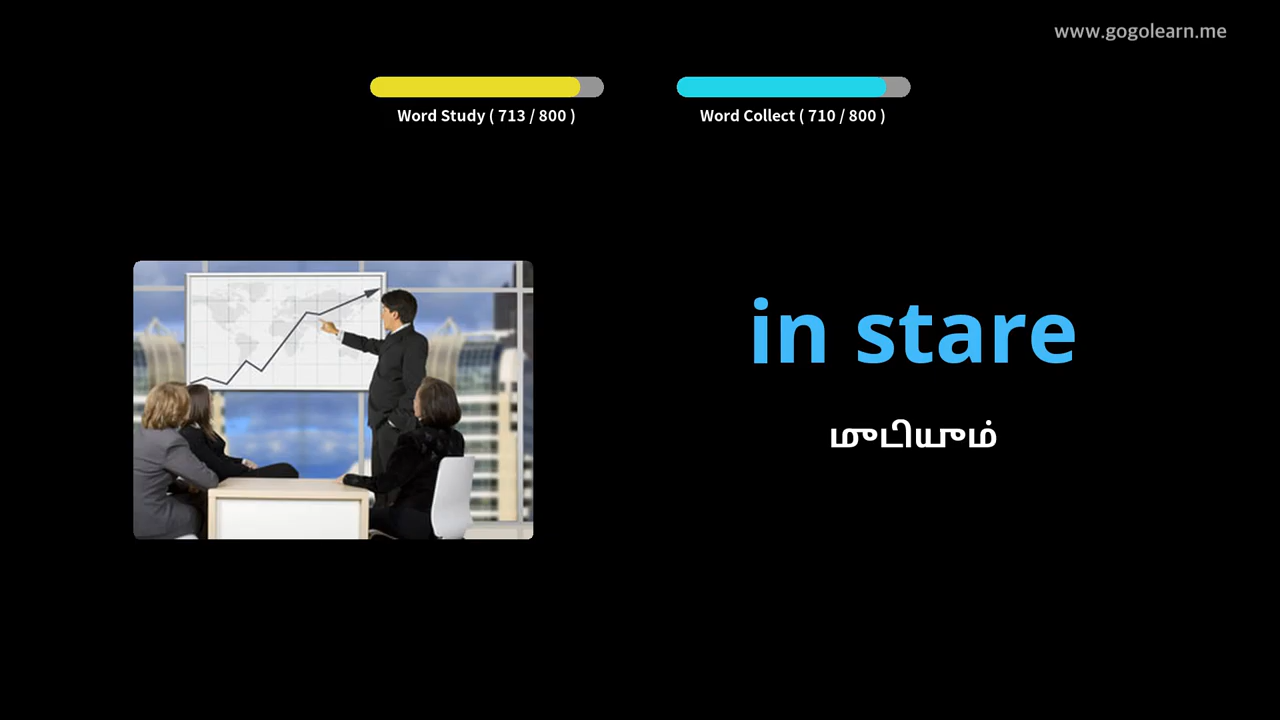 www.gogolearn.me
Word Study ( 713 / 800 )
Word Collect ( 710 / 800 )
in stare
முடியும்